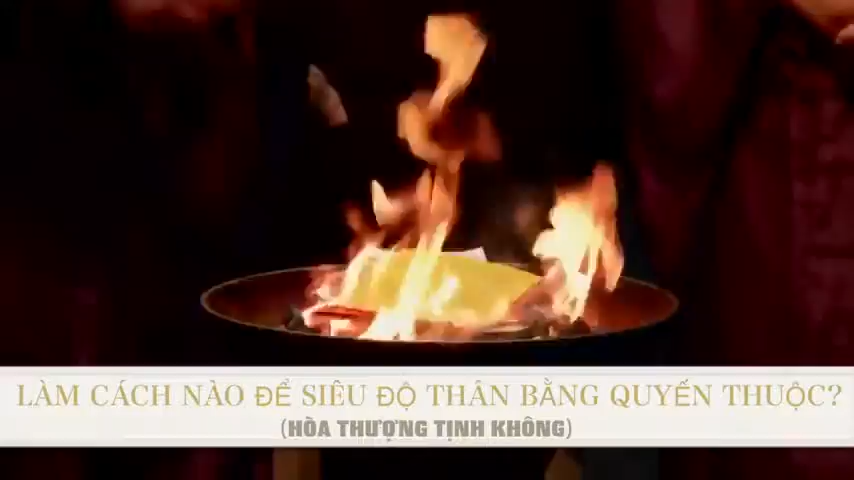 LÀM CÁCH NÀO ĐỂ SIÊU ĐỘ THÂN BẰNG QUYẾN THUỘC?
(HÒA THƯỢNG TỊNH KHÔNG)